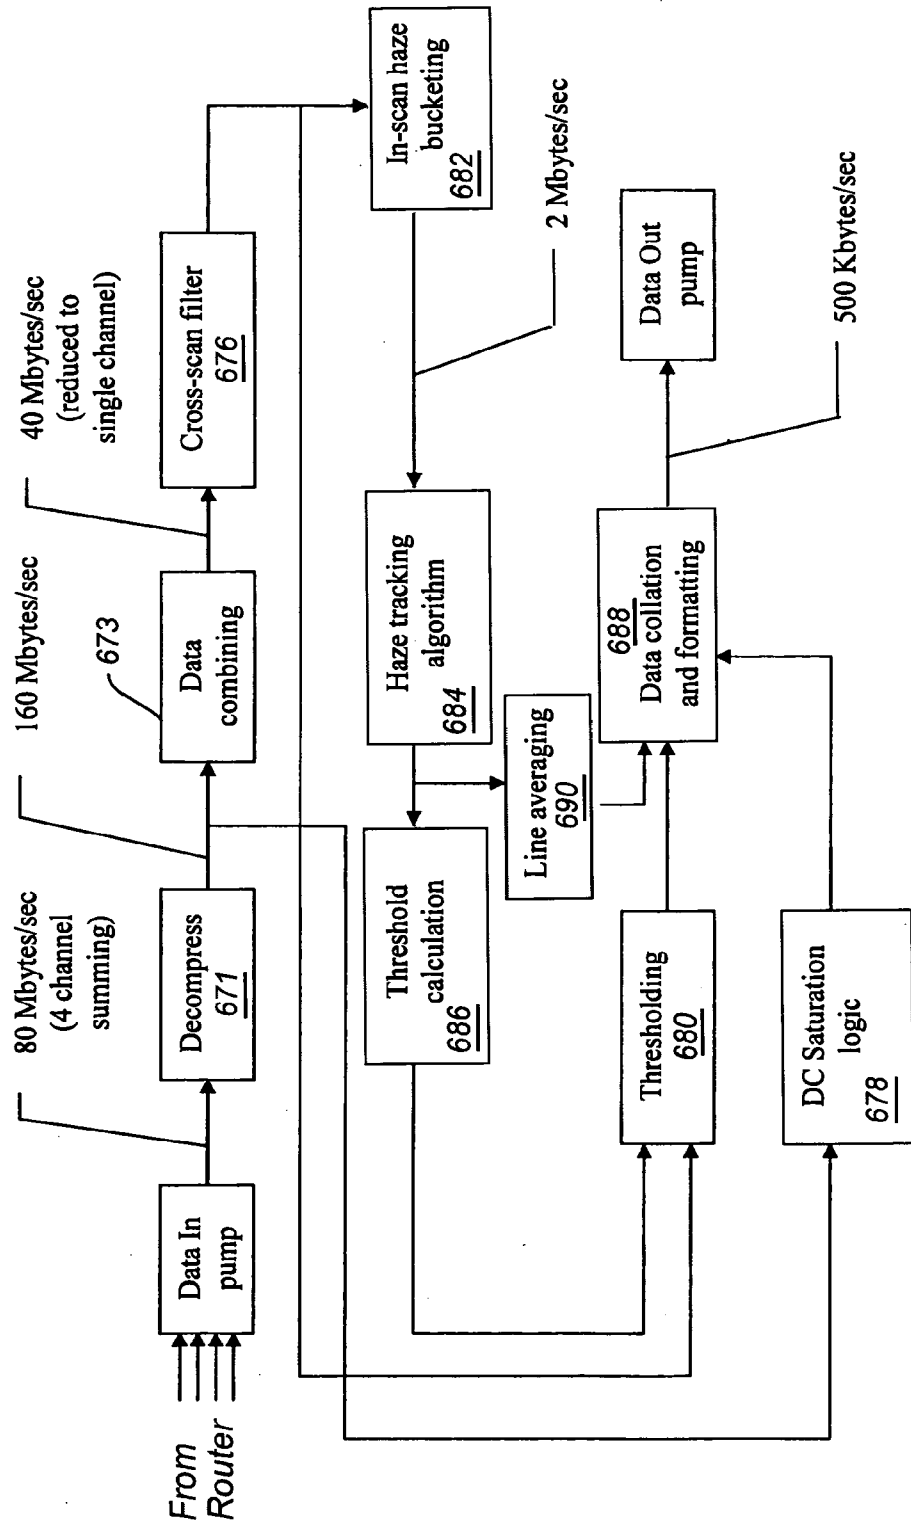 From
Router
Data In
pump
80 Mbytes/sec
(4 channel
summing)
Decompress
671
160 Mbytes/sec
Data
combining
673
40 Mbytes/sec
(reduced to
single channel)
Cross-scan filter
676
In-scan haze
bucketing
682
2 Mbytes/sec
Haze tracking
algorithm
684
Threshold
calculation
686
Line averaging
690
Thresholding
680
DC Saturation
logic
678
688
Data collation
and formatting
500 Kbytes/sec
Data Out
pump